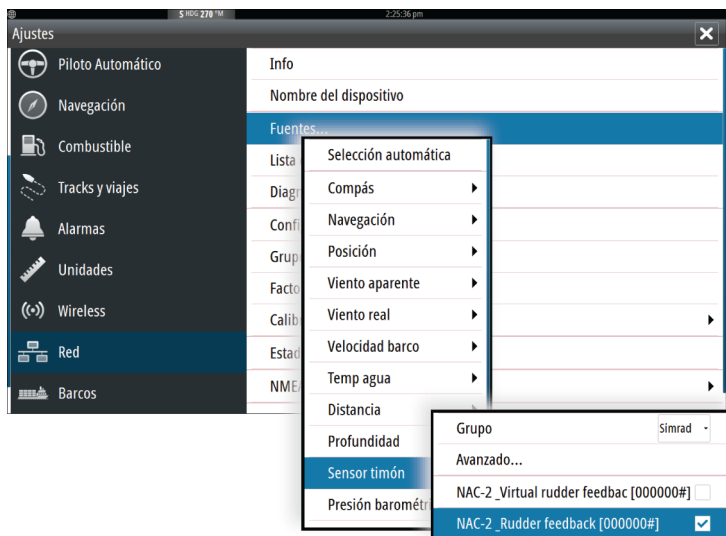 S HDG 270 °M
2:25:36 pm
Ajustes
Piloto Automático
Navegación
Combustible
Tracks y viajes
Alarmas
Unidades
Wireless
Red
Barcos
Info
Nombre del dispositivo
Fuentes...
Lista
Diagr
Confi
Grup
Facto
Calib
Estad
NME
Selección automática
Compás
Navegación
Posición
Viento aparente
Viento real
Velocidad barco
Temp agua
Distancia
Profundidad
Sensor timón
Presión barométri
Grupo Simrad
Avanzado...
NAC-2 _Virtual rudder feedbac [000000#]
NAC-2 _Rudder feedback [000000#]